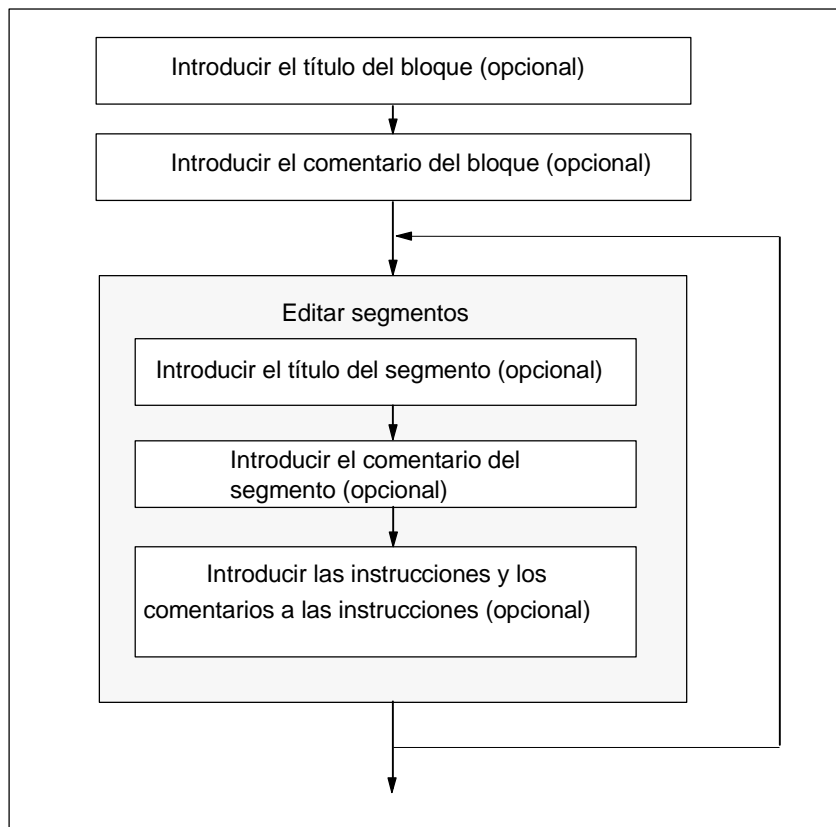 Introducir el título del bloque (opcional)
Introducir el comentario del bloque (opcional)
Editar segmentos
Introducir el título del segmento (opcional)
Introducir el comentario del
segmento (opcional)
Introducir las instrucciones y los
comentarios a las instrucciones (opcional)